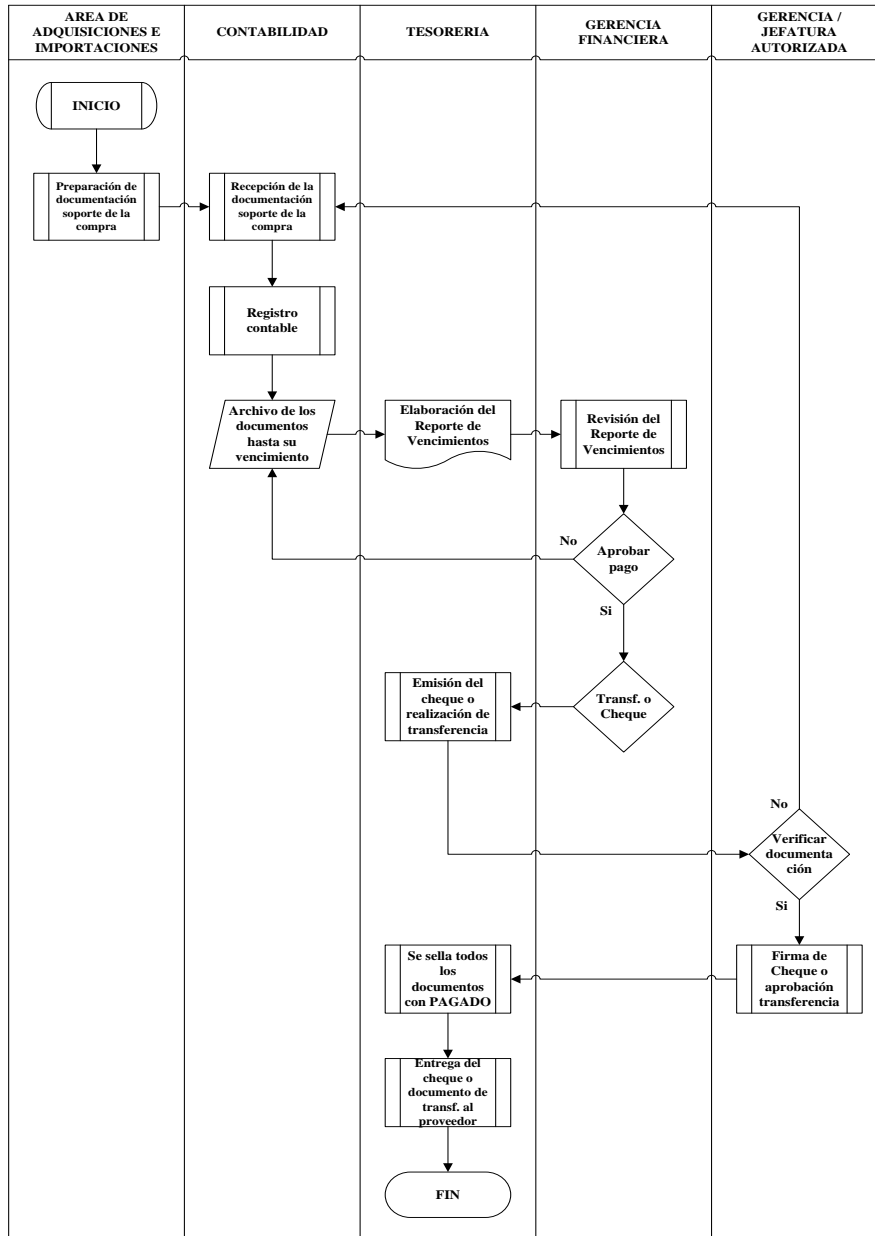 AREA DE
ADQUISICIONES E
IMPORTACIONES
CONTABILIDAD
TESORERIA
GERENCIA
FINANCIERA
GERENCIA /
JEFATURA
AUTORIZADA
INICIO
Preparación de
documentación
soporte de la
compra
Recepción de la
documentación
soporte de la
compra
Registro
contable
Archivo de los
documentos
hasta su
vencimiento
Elaboración del
Reporte de
Vencimientos
Revisión del
Reporte de
Vencimientos
No
Aprobar
pago
Si
Transf. o
Cheque
Emisión del
cheque o
realización de
transferencia
No
Verificar
documenta
ción
Si
Firma de
Cheque o
aprobación
transferencia
Se sella todos
los
documentos
con PAGADO
Entrega del
cheque o
documento de
transf. al
proveedor
FIN